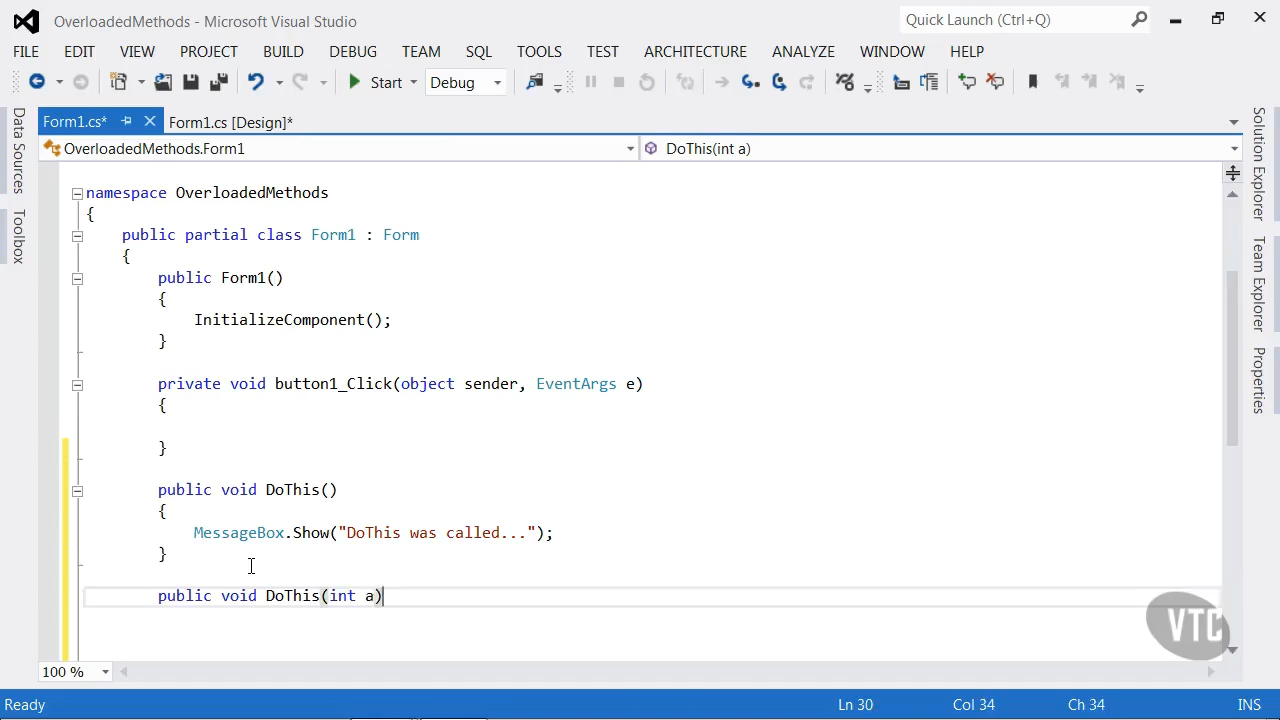 OverloadedMethods - Microsoft Visual Studio
Quick Launch (Ctrl+Q)
FILE EDIT VIEW PROJECT BUILD DEBUG TEAM SQL TOOLS TEST ARCHITECTURE ANALYZE WINDOW HELP
Start Debug
Form1.cs* Form1.cs [Design]*
OverloadedMethods.Form1 DoThis(int a)
Data Sources
Toolbox
Solution Explorer
Team Explorer
Properties
namespace OverloadedMethods
{
public partial class Form1 : Form
{
public Form1()
{
InitializeComponent();
}
private void button1_Click(object sender, EventArgs e)
{
}
public void DoThis()
{
MessageBox.Show("DoThis was called...");
}
public void DoThis(int a)
VTC
100 %
Ready Ln 30 Col 34 Ch 34 INS